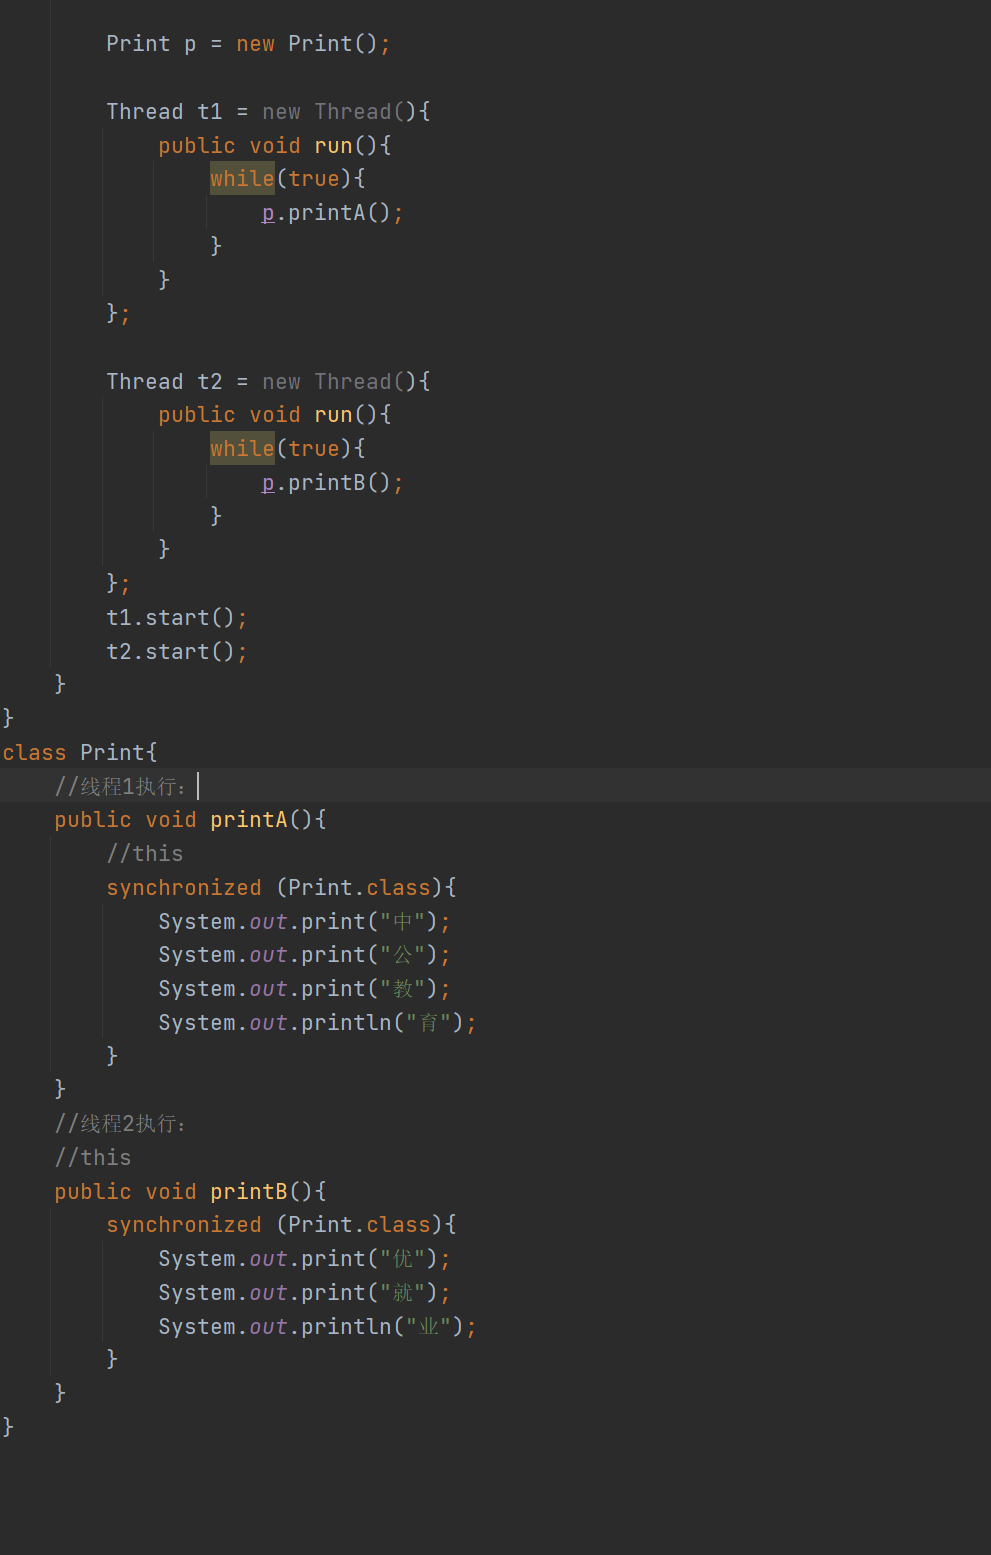 Print p = new Print();
Thread t1 = new Thread(){
public void run(){
while(true){
p.printA();
}
}
};
Thread t2 = new Thread(){
public void run(){
while(true){
p.printB();
}
}
};
t1.start();
t2.start();
}
}
class Print{
//线程1执行:
public void printA(){
//this
synchronized (Print.class){
System.out.print("中");
System.out.print("公");
System.out.print("教");
System.out.println("育");
}
}
//线程2执行:
//this
public void printB(){
synchronized (Print.class){
System.out.print("优");
System.out.print("就");
System.out.println("业");
}
}
}